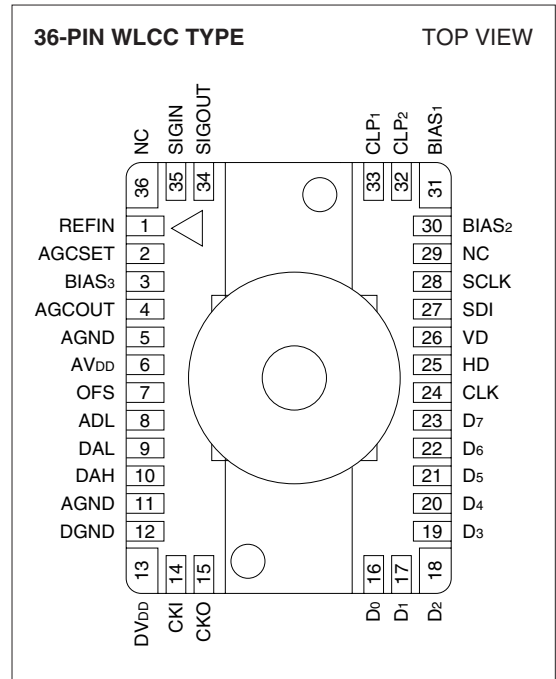 36-PIN WLCC TYPE TOP VIEW
NC SIGIN SIGOUT CLP1 CLP2 BIAS1
36 35 34 33 32 31
REFIN 1 30 BIAS2
AGCSET 2 29 NC
BIAS3 3 28 SCLK
AGCOUT 4 27 SDI
AGND 5 26 VD
AVDD 6 25 HD
OFS 7 24 CLK
ADL 8 23 D7
DAL 9 22 D6
DAH 10 21 D5
AGND 11 20 D4
DGND 12 19 D3
13 14 15 16 17 18
DVDD CKI CKO D0 D1 D2